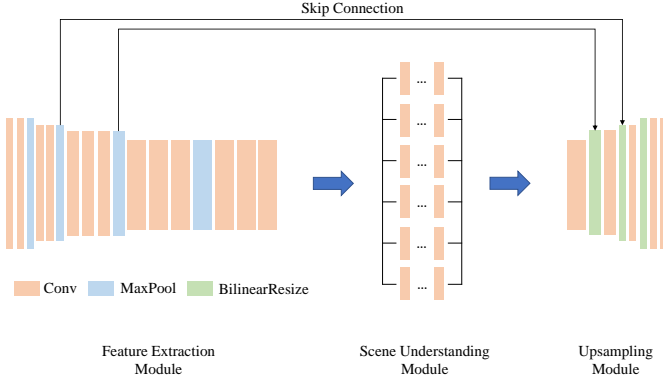 Skip Connection
...
...
...
...
...
...
Conv
MaxPool
BilinearResize
Feature Extraction
Module
Scene Understanding
Module
Upsampling
Module